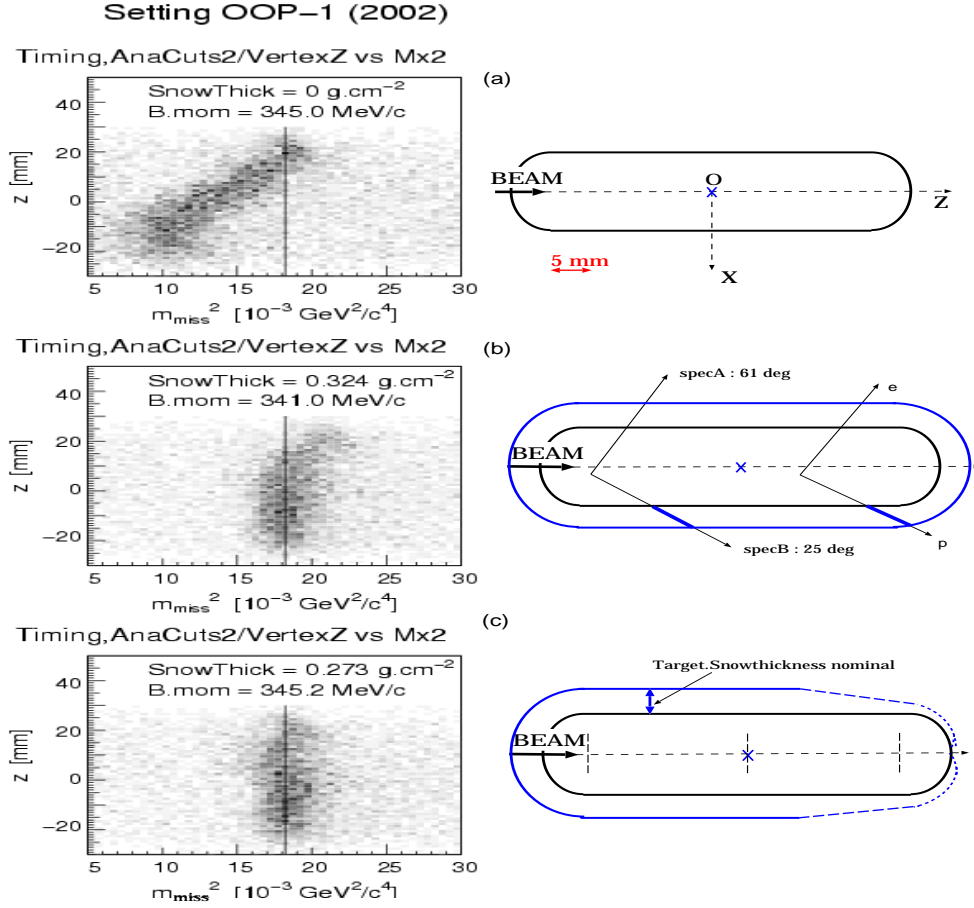 Setting OOP-1 (2002)
Timing,AnaCuts2/VertexZ vs Mx2
SnowThick = 0 g.cm⁻²
B.mom = 345.0 MeV/c
40
20
0
-20
z [mm]
5 10 15 20 25 30
m_miss² [10⁻³ GeV²/c⁴]
(a)
BEAM
O
Z
X
5 mm
Timing,AnaCuts2/VertexZ vs Mx2
SnowThick = 0.324 g.cm⁻²
B.mom = 341.0 MeV/c
40
20
0
-20
z [mm]
5 10 15 20 25 30
m_miss² [10⁻³ GeV²/c⁴]
(b)
specA : 61 deg
e
BEAM
specB : 25 deg
p
Timing,AnaCuts2/VertexZ vs Mx2
SnowThick = 0.273 g.cm⁻²
B.mom = 345.2 MeV/c
40
20
0
-20
z [mm]
5 10 15 20 25 30
m_miss² [10⁻³ GeV²/c⁴]
(c)
Target.Snowthickness nominal
BEAM